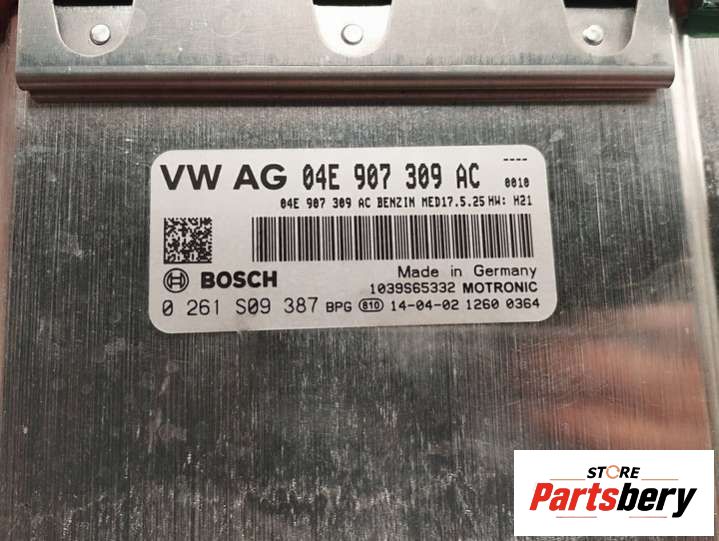 ----
VW AG 04E 907 309 AC 0010
04E 907 309 AC BENZIN MED17.5.25 HW: H21
BOSCH
Made in Germany
1039S65332 MOTRONIC
0 261 S09 387 BPG 810 14-04-02 1260 0364
STORE
Partsbery